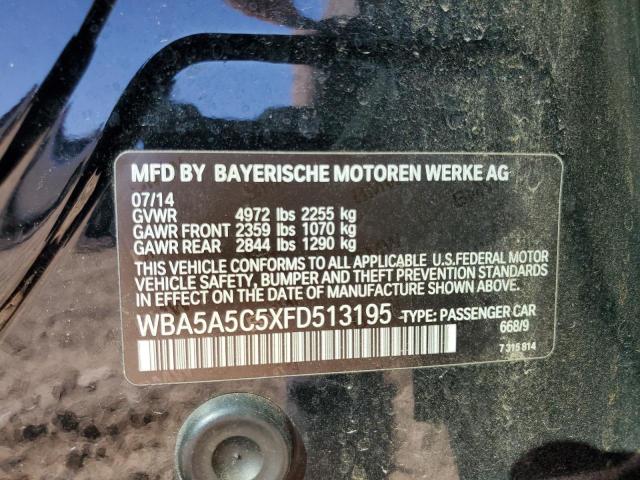 MFD BY BAYERISCHE MOTOREN WERKE AG
07/14
GVWR 4972 lbs 2255 kg
GAWR FRONT 2359 lbs 1070 kg
GAWR REAR 2844 lbs 1290 kg
THIS VEHICLE CONFORMS TO ALL APPLICABLE U.S.FEDERAL MOTOR
VEHICLE SAFETY, BUMPER AND THEFT PREVENTION STANDARDS
IN EFFECT ON THE DATE OF MANUFACTURE SHOWN ABOVE.
WBA5A5C5XFD513195 TYPE: PASSENGER CAR
668/9
7 315 814